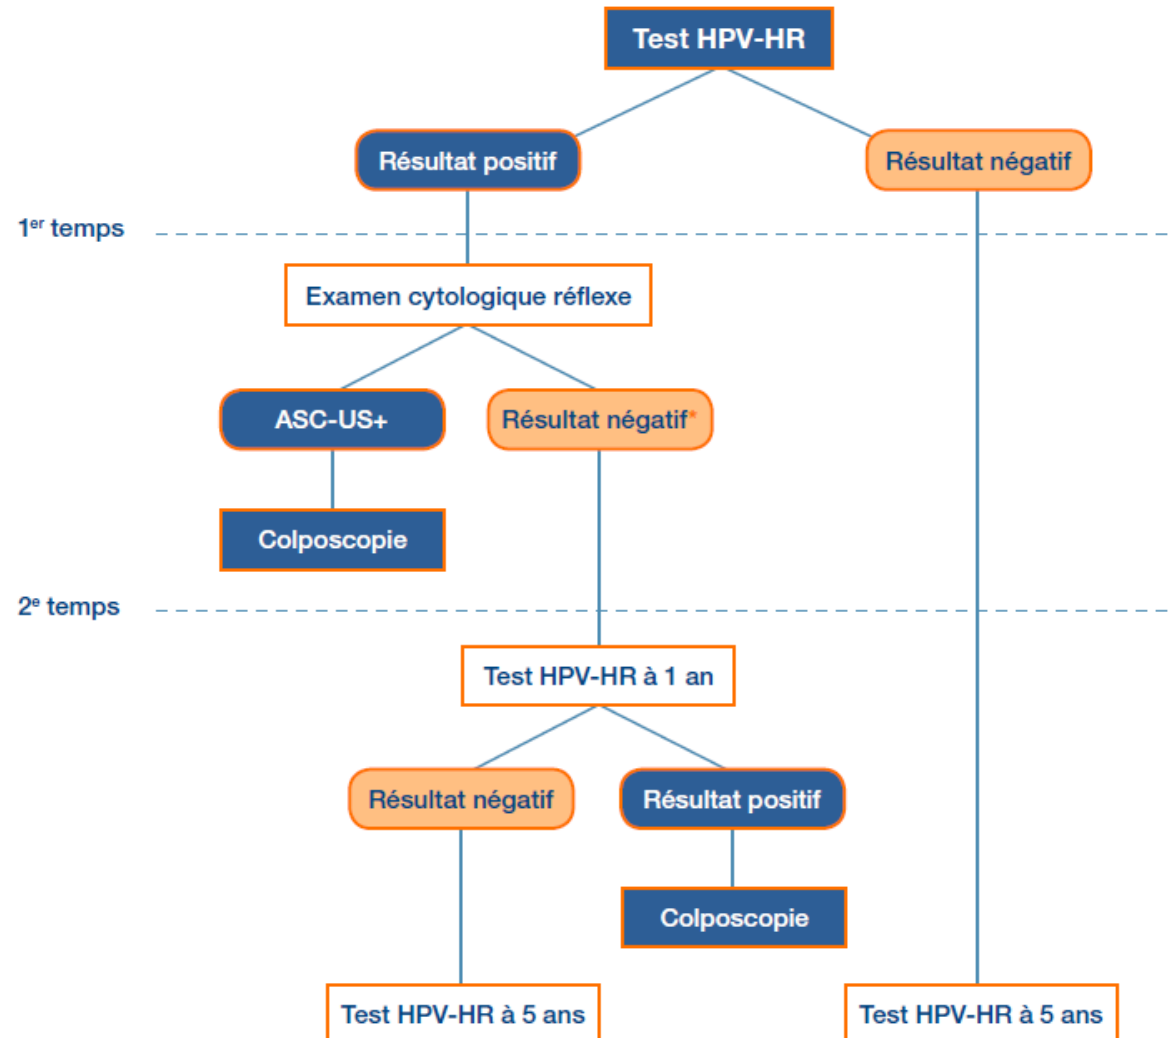 Test HPV-HR
Résultat positif
Résultat négatif
1er temps
Examen cytologique réflexe
ASC-US+
Résultat négatif*
Colposcopie
2e temps
Test HPV-HR à 1 an
Résultat négatif
Résultat positif
Colposcopie
Test HPV-HR à 5 ans
Test HPV-HR à 5 ans